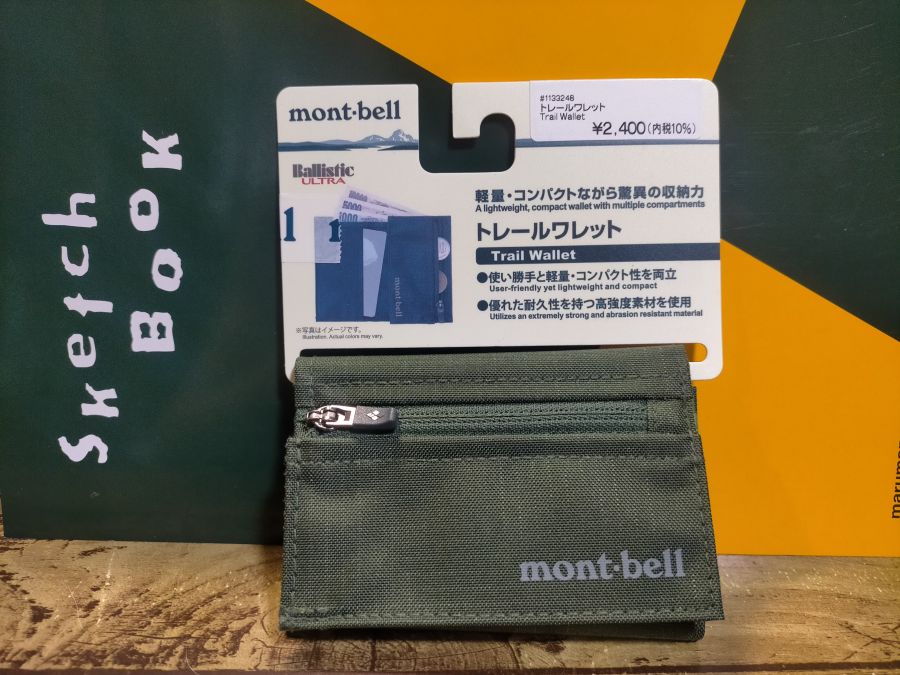 Sketch
Book
mont-bell
#1133246
トレールワレット
Trail Wallet
¥2,400(内税10%)
Ballistic
ULTRA
軽量・コンパクトながら驚異の収納力
A lightweight, compact wallet with multiple compartments
トレールワレット
Trail Wallet
●使い勝手と軽量・コンパクト性を両立
User-friendly yet lightweight and compact
●優れた耐久性を持つ高強度素材を使用
Utilizes an extremely strong and abrasion resistant material
10000
5000
1000
mont-bell
※写真はイメージです。
Illustration. Actual colors may vary.
mont-bell
maruman